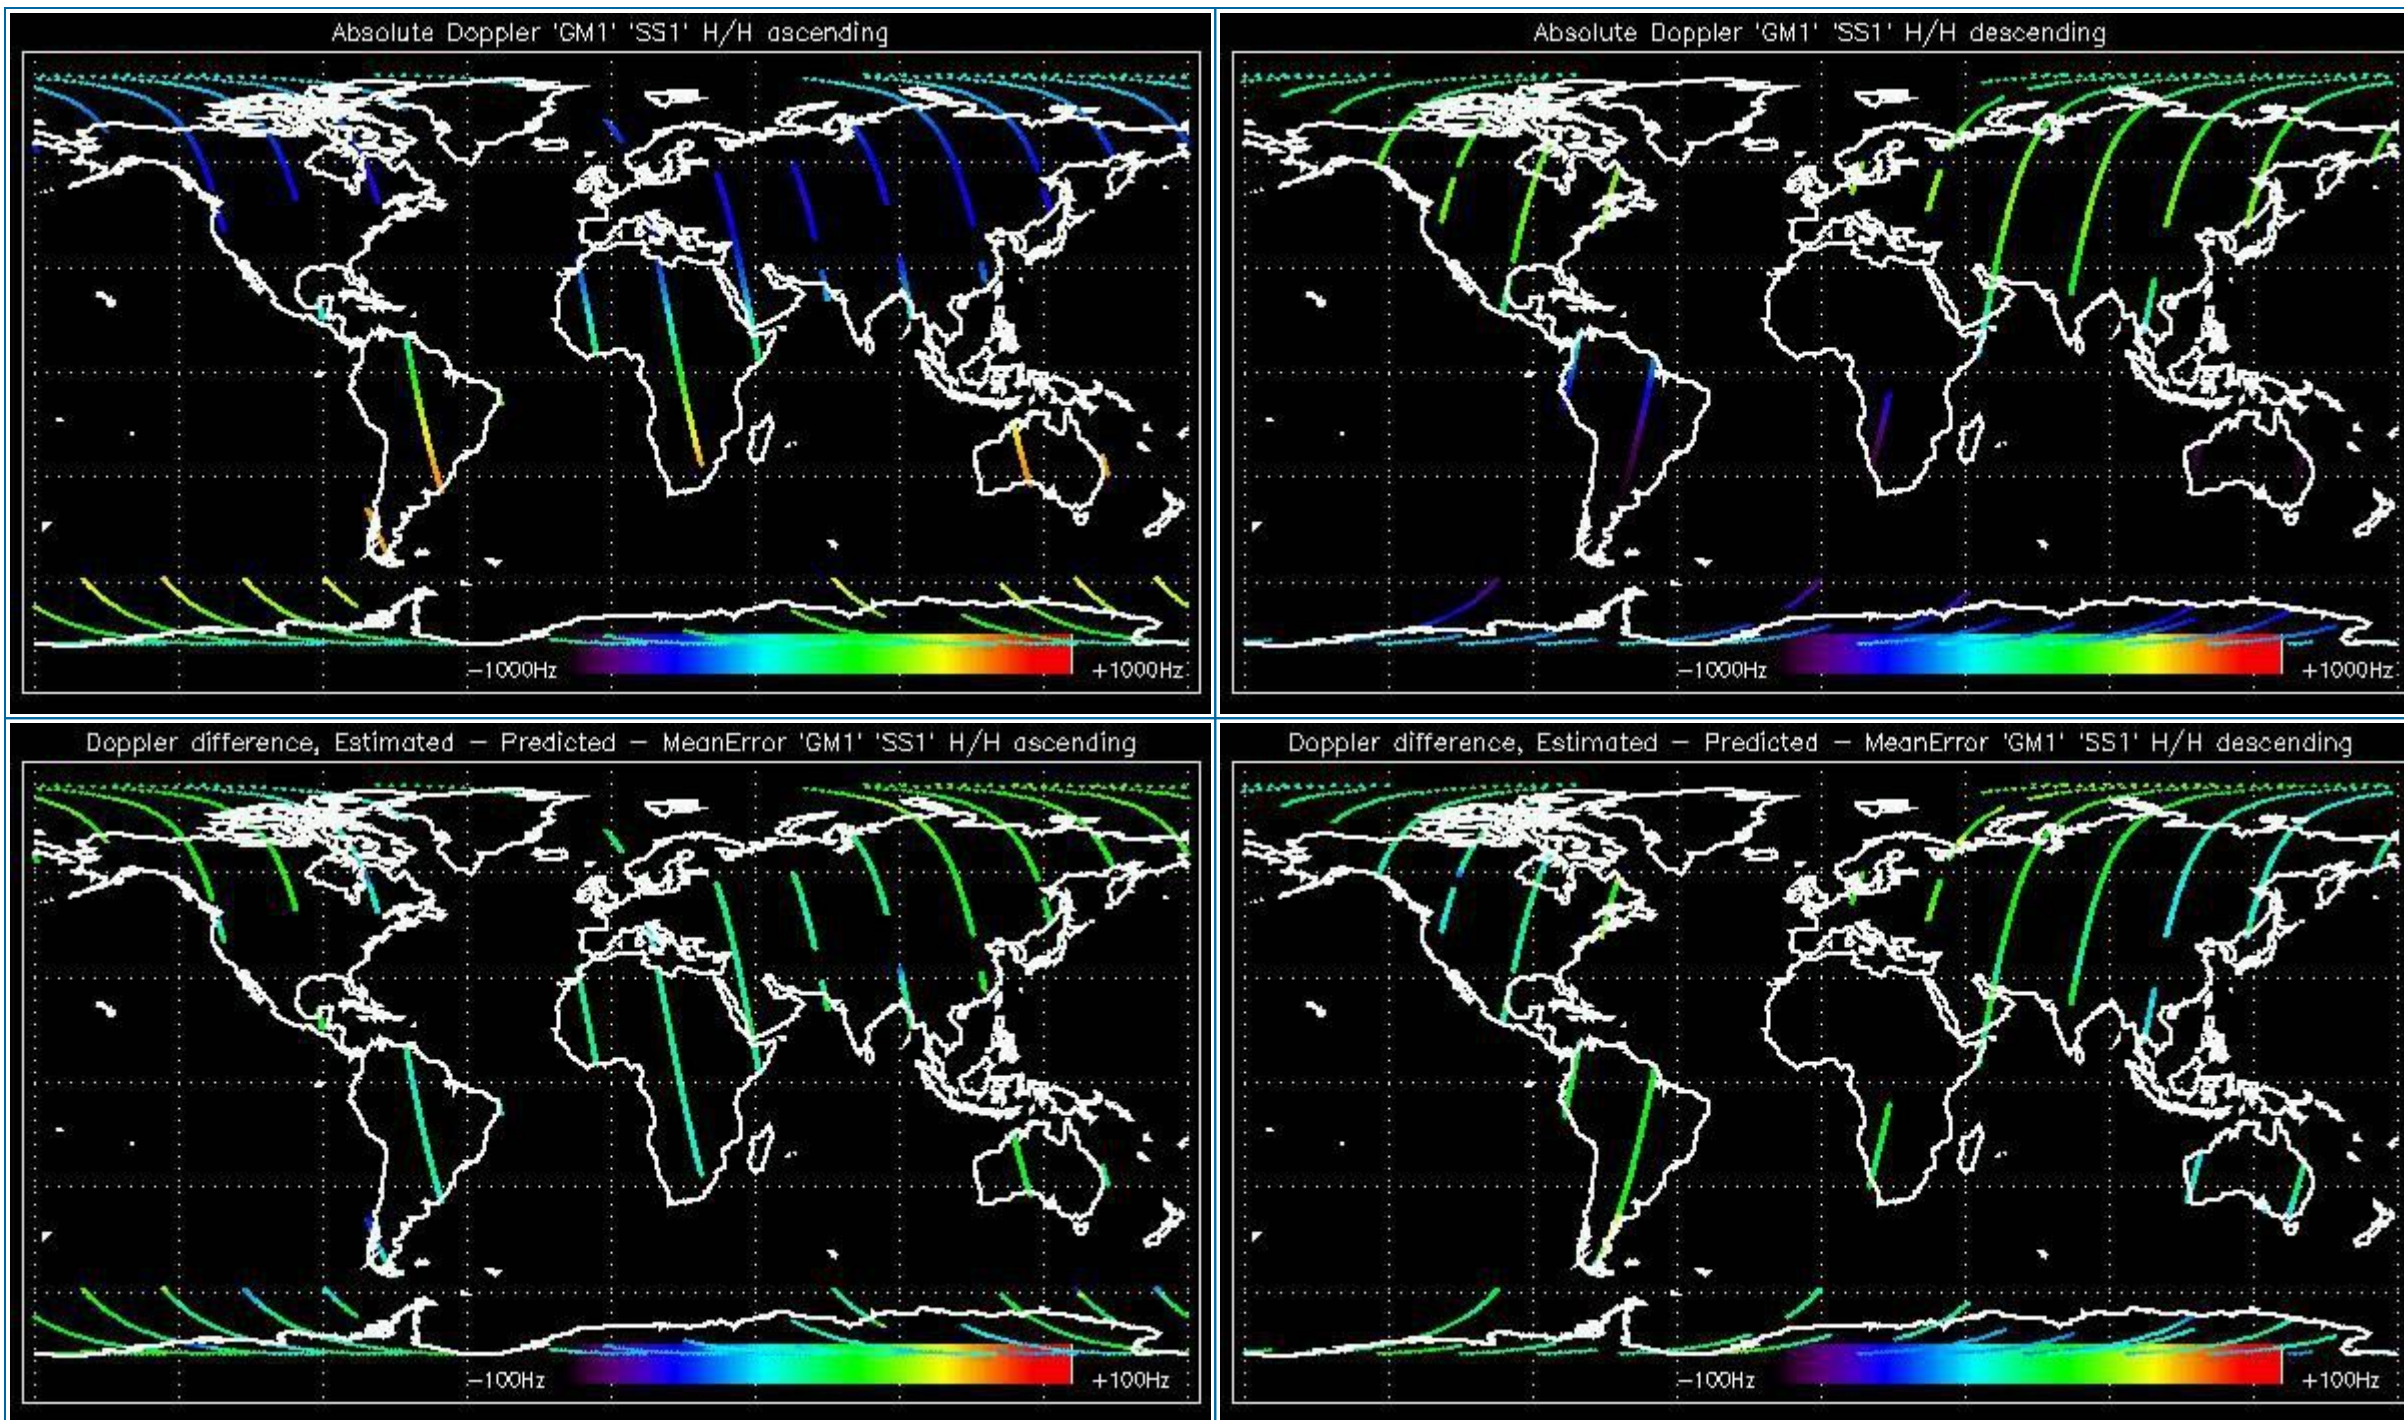 Absolute Doppler 'GM1' 'SS1' H/H ascending
−1000Hz
+1000Hz
Absolute Doppler 'GM1' 'SS1' H/H descending
−1000Hz
+1000Hz
Doppler difference, Estimated − Predicted − MeanError 'GM1' 'SS1' H/H ascending
−100Hz
+100Hz
Doppler difference, Estimated − Predicted − MeanError 'GM1' 'SS1' H/H descending
−100Hz
+100Hz